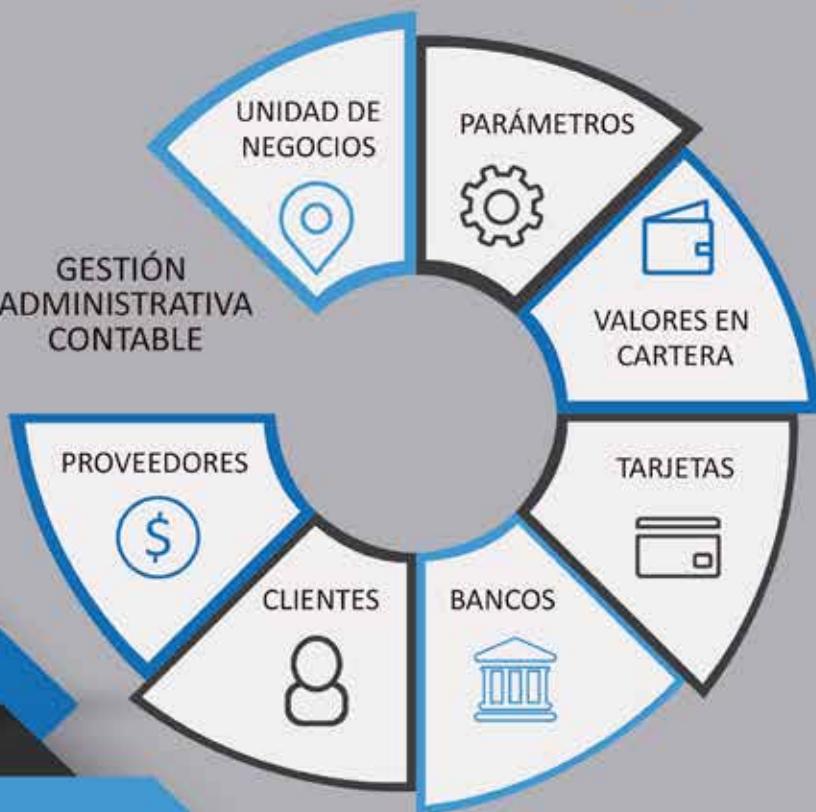 UNIDAD DE
NEGOCIOS
PARÁMETROS
VALORES EN
CARTERA
TARJETAS
BANCOS
CLIENTES
PROVEEDORES
GESTIÓN
ADMINISTRATIVA
CONTABLE
$